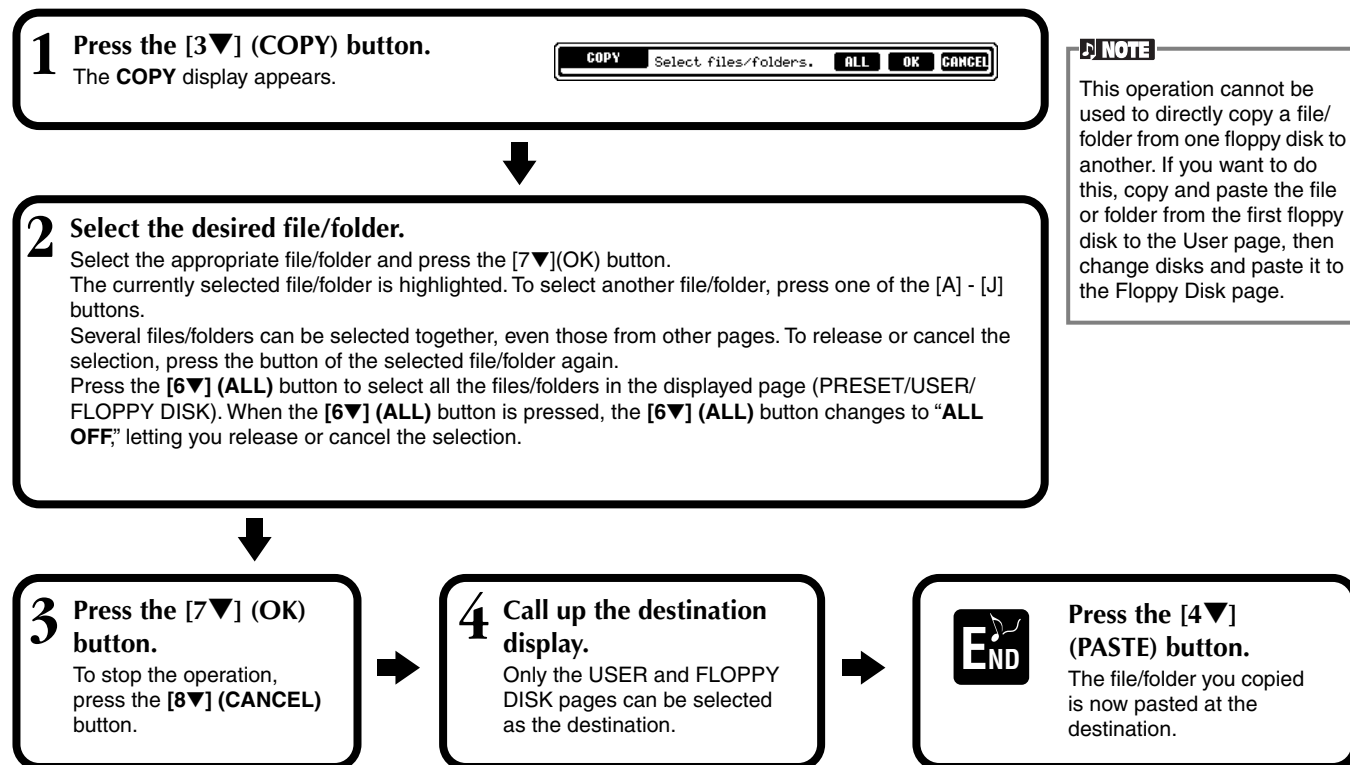 1 Press the [3▼] (COPY) button.
The COPY display appears.
COPY Select files/folders. ALL OK CANCEL
♪ NOTE
This operation cannot be
used to directly copy a file/
folder from one floppy disk to
another. If you want to do
this, copy and paste the file
or folder from the first floppy
disk to the User page, then
change disks and paste it to
the Floppy Disk page.
2 Select the desired file/folder.
Select the appropriate file/folder and press the [7▼](OK) button.
The currently selected file/folder is highlighted. To select another file/folder, press one of the [A] - [J]
buttons.
Several files/folders can be selected together, even those from other pages. To release or cancel the
selection, press the button of the selected file/folder again.
Press the [6▼] (ALL) button to select all the files/folders in the displayed page (PRESET/USER/
FLOPPY DISK). When the [6▼] (ALL) button is pressed, the [6▼] (ALL) button changes to “ALL
OFF,” letting you release or cancel the selection.
3 Press the [7▼] (OK)
button.
To stop the operation,
press the [8▼] (CANCEL)
button.
4 Call up the destination
display.
Only the USER and FLOPPY
DISK pages can be selected
as the destination.
END
Press the [4▼]
(PASTE) button.
The file/folder you copied
is now pasted at the
destination.